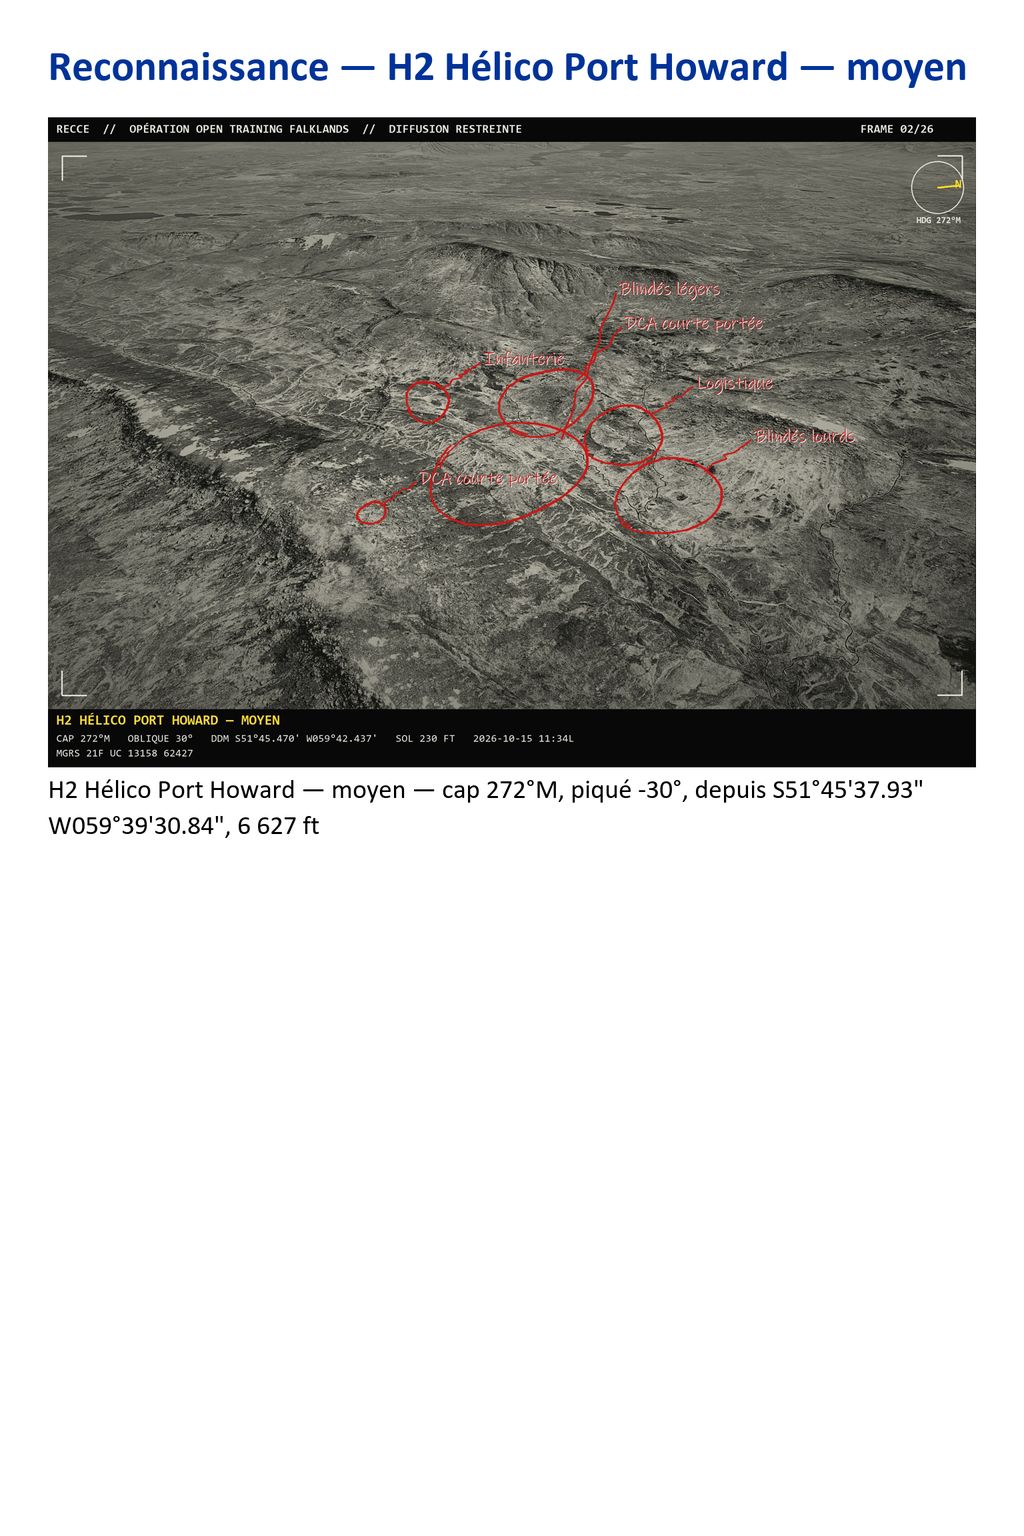 Reconnaissance — H2 Hélico Port Howard — moyen
RECCE // OPÉRATION OPEN TRAINING FALKLANDS // DIFFUSION RESTREINTE FRAME 02/26
N
HDG 272°M
Blindés légers
DCA courte portée
Infanterie
Logistique
Blindés lourds
DCA courte portée
H2 HÉLICO PORT HOWARD — MOYEN
CAP 272°M OBLIQUE 30° DDM S51°45.470' W059°42.437' SOL 230 FT 2026-10-15 11:34L
MGRS 21F UC 13158 62427
H2 Hélico Port Howard — moyen — cap 272°M, piqué -30°, depuis S51°45'37.93"
W059°39'30.84", 6 627 ft